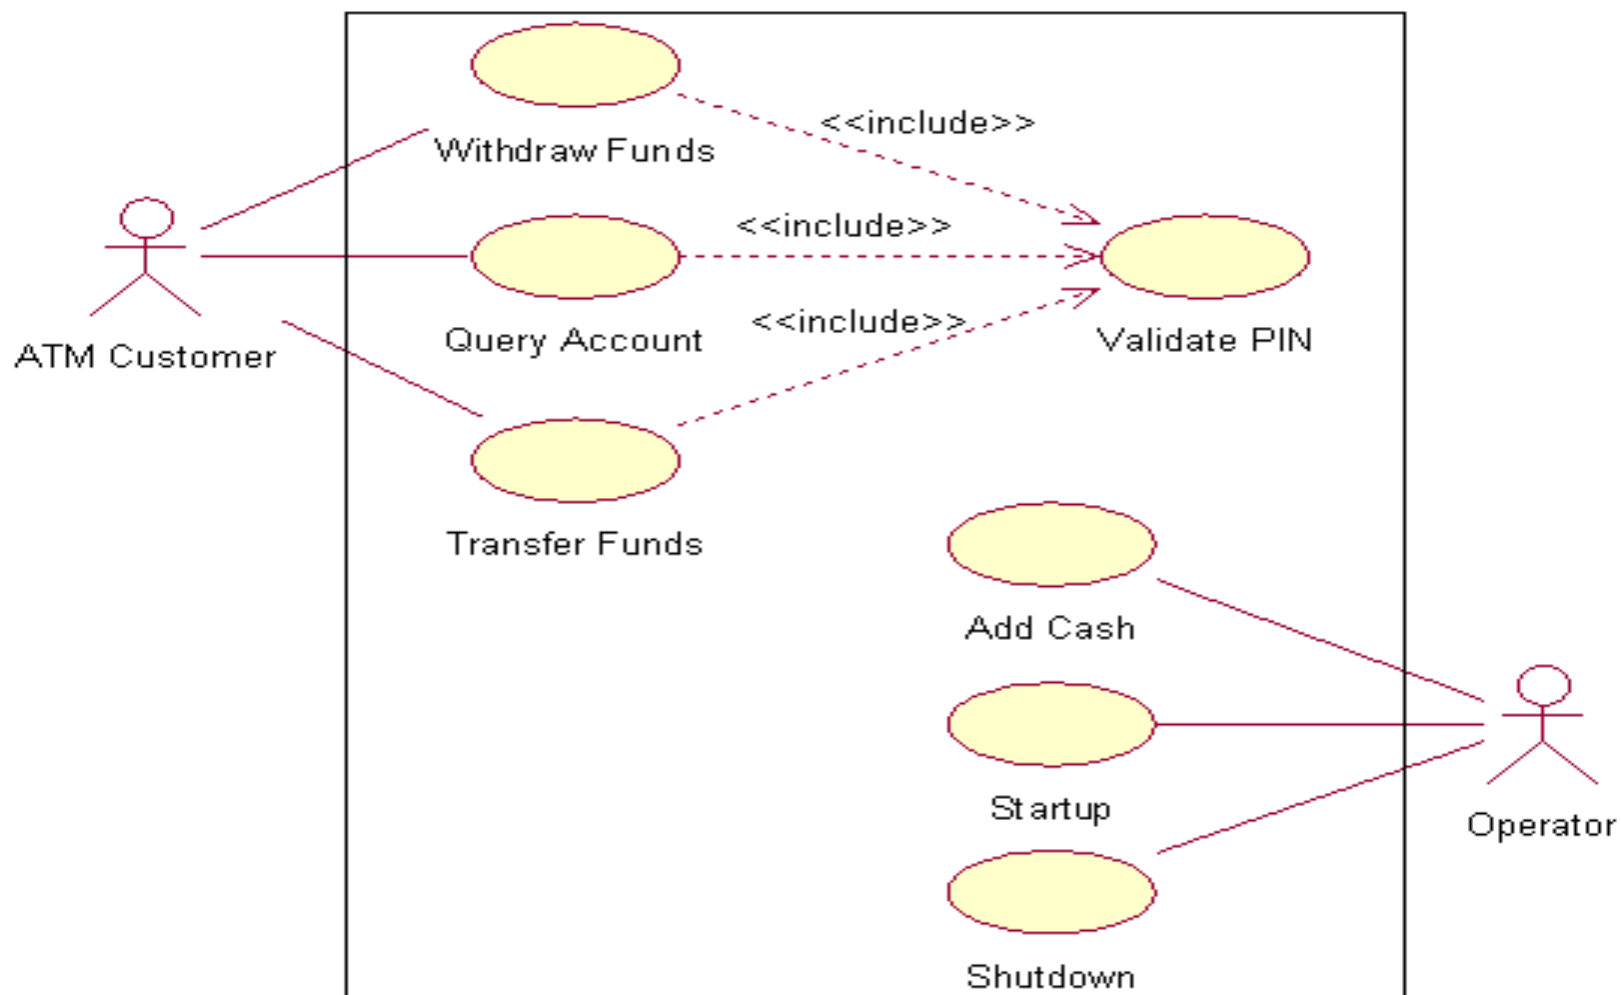 <<include>>
Withdraw Funds
<<include>>
<<include>>
Query Account
Validate PIN
ATM Customer
Transfer Funds
Add Cash
Startup
Operator
Shutdown